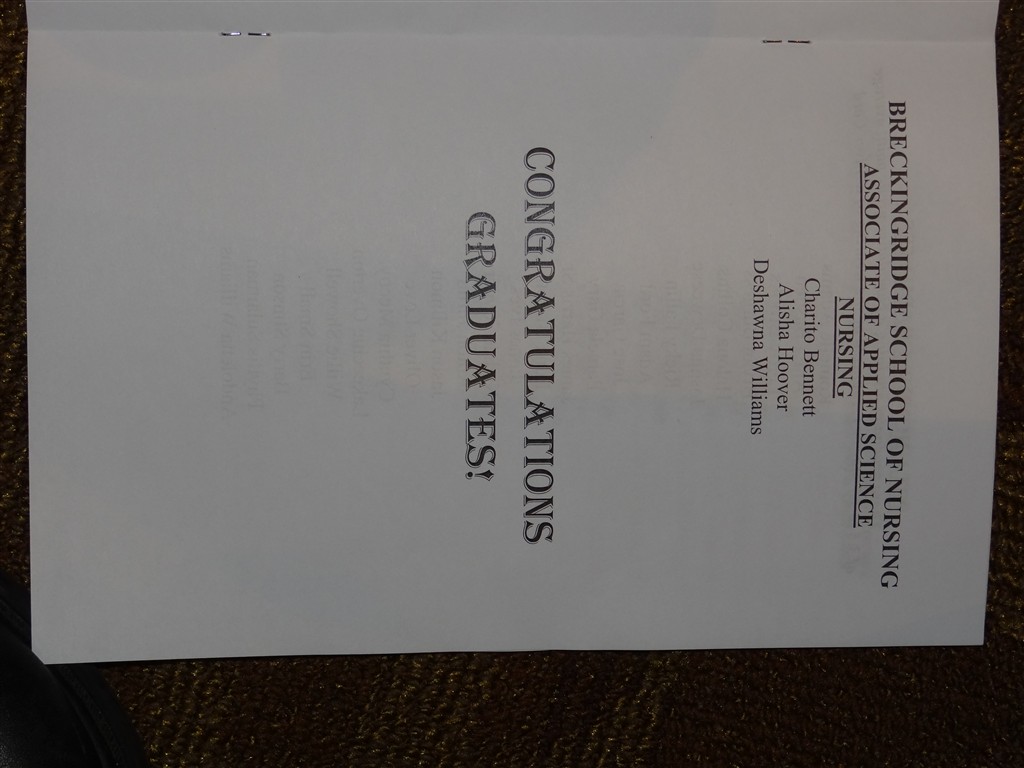 BRECKINGRIDGE SCHOOL OF NURSING
ASSOCIATE OF APPLIED SCIENCE
NURSING
Charito Bennett
Alisha Hoover
Deshawna Williams
CONGRATULATIONS
GRADUATES!